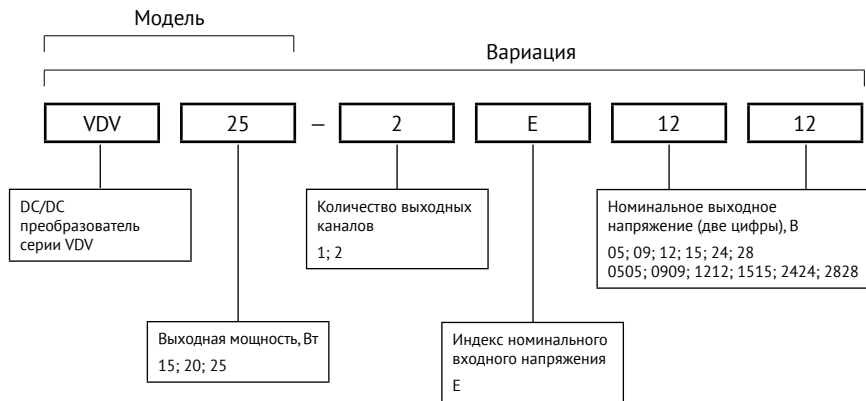 Модель
Вариация
VDV 25 – 2 E 12 12
DC/DC
преобразователь
серии VDV
Количество выходных
каналов
1; 2
Номинальное выходное
напряжение (две цифры), В
05; 09; 12; 15; 24; 28
0505; 0909; 1212; 1515; 2424; 2828
Выходная мощность, Вт
15; 20; 25
Индекс номинального
входного напряжения
Е